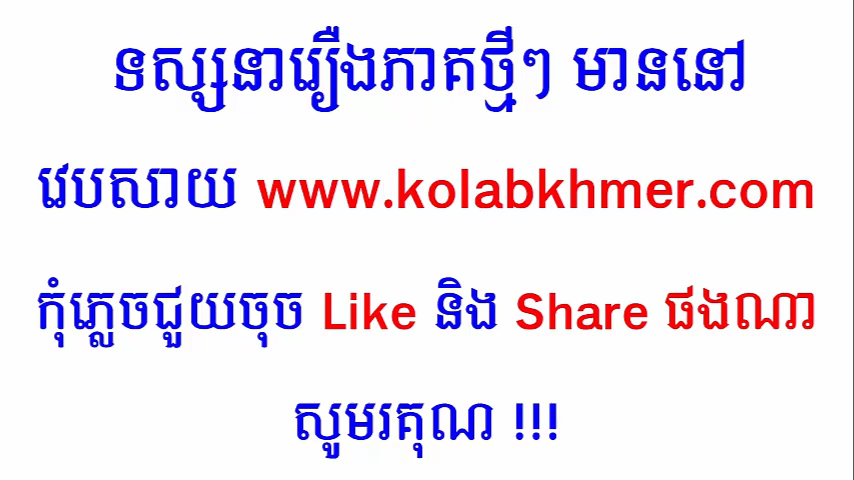 ទស្សនារឿងភាគថ្មីៗ មាននៅ
វេបសាយ www.kolabkhmer.com
កុំភ្លេចជួយចុច Like និង Share ផងណា
សូមរគុណ !!!